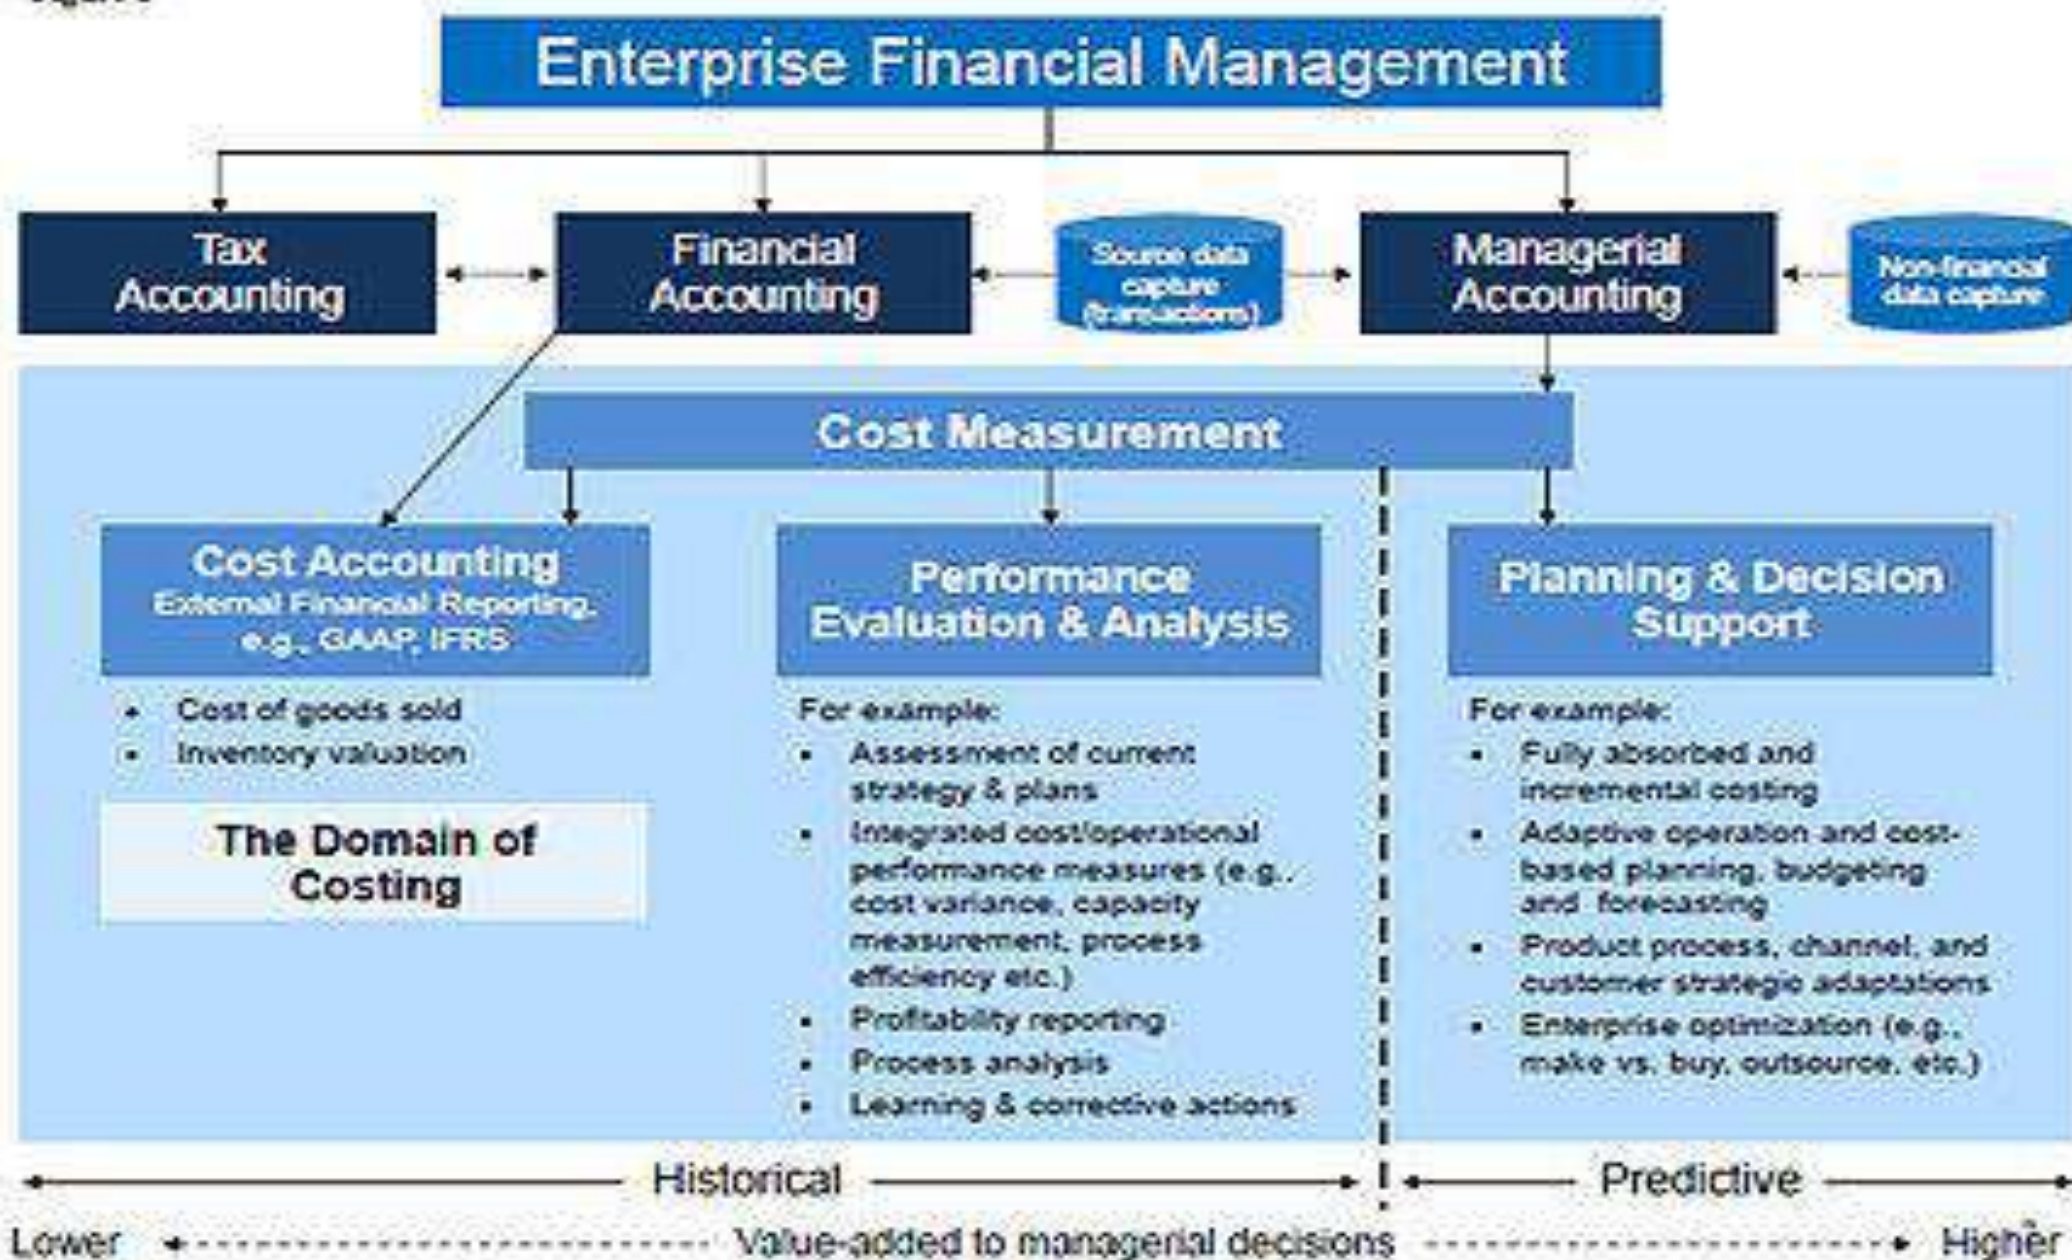 Enterprise Financial Management
Tax
Accounting
Financial
Accounting
Source data
capture
(transactions)
Managerial
Accounting
Non-financial
data capture
Cost Measurement
Cost Accounting
External Financial Reporting,
e.g., GAAP, IFRS
• Cost of goods sold
• Inventory valuation
The Domain of
Costing
Performance
Evaluation & Analysis
For example:
• Assessment of current
strategy & plans
• Integrated cost/operational
performance measures (e.g.,
cost variance, capacity
measurement, process
efficiency etc.)
• Profitability reporting
• Process analysis
• Learning & corrective actions
Planning & Decision
Support
For example:
• Fully absorbed and
incremental costing
• Adaptive operation and cost-
based planning, budgeting
and forecasting
• Product process, channel, and
customer strategic adaptations
• Enterprise optimization (e.g.,
make vs. buy, outsource, etc.)
Historical
Predictive
Lower
Value-added to managerial decisions
Higher